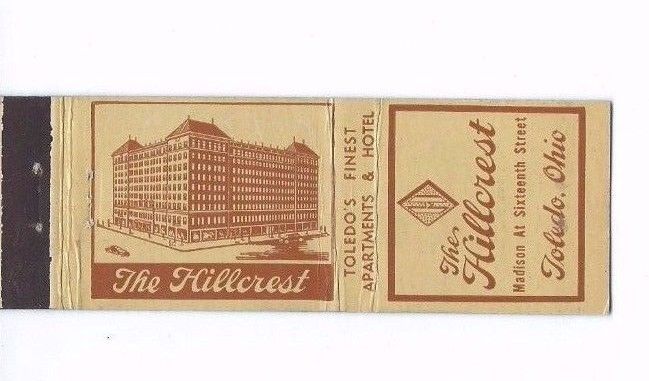 The Hillcrest
TOLEDO'S FINEST
APARTMENTS & HOTEL
The
Hillcrest
Madison At Sixteenth Street
Toledo, Ohio